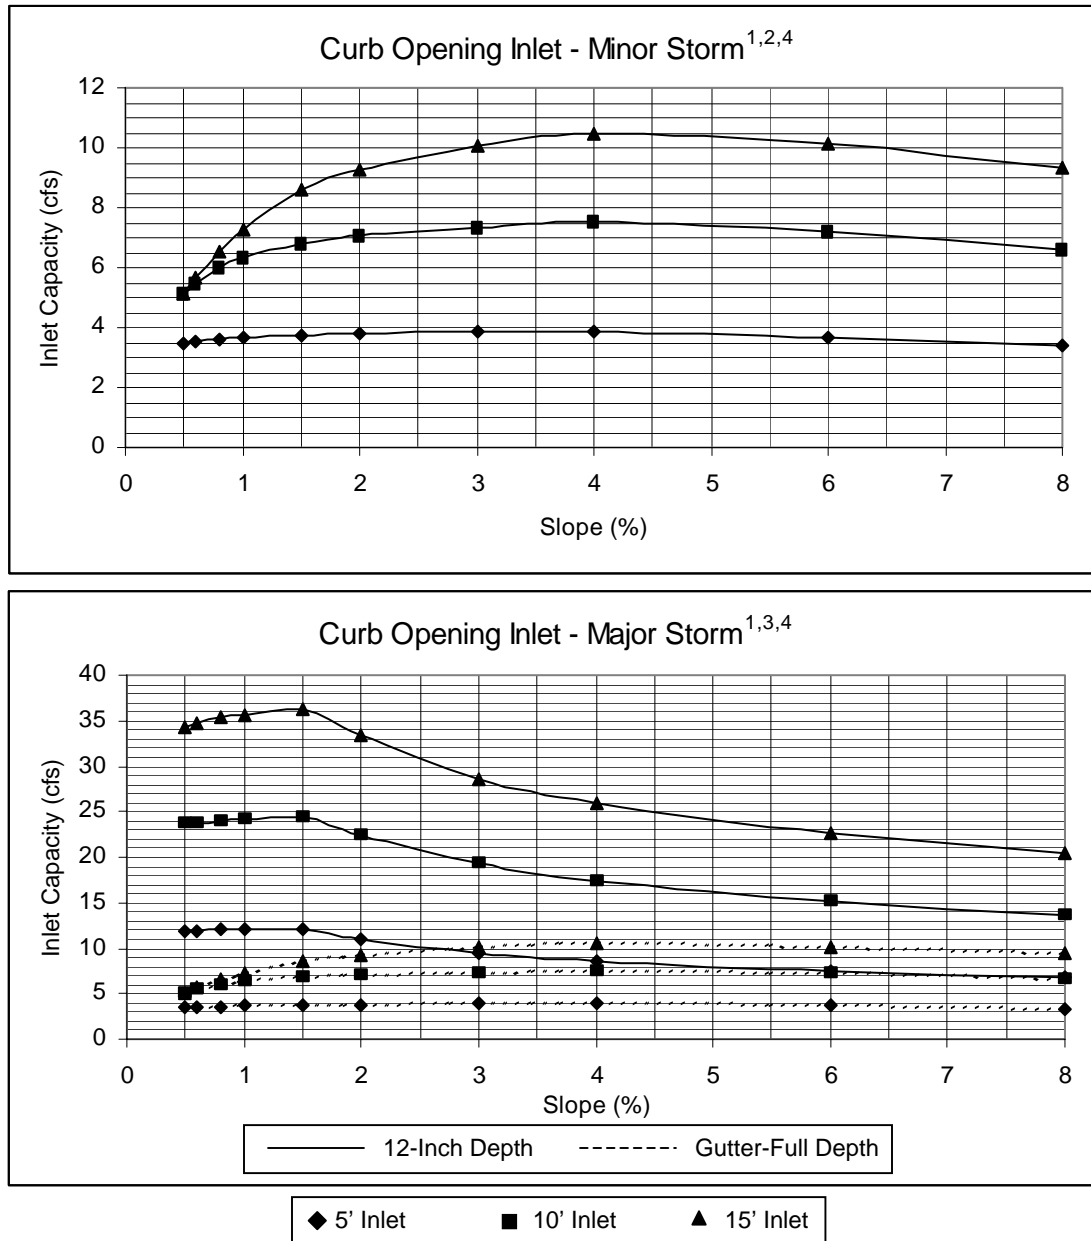 Curb Opening Inlet - Minor Storm1,2,4
12
10
8
6
4
2
0
Inlet Capacity (cfs)
0 1 2 3 4 5 6 7 8
Slope (%)
Curb Opening Inlet - Major Storm1,3,4
40
35
30
25
20
15
10
5
0
Inlet Capacity (cfs)
0 1 2 3 4 5 6 7 8
Slope (%)
12-Inch Depth Gutter-Full Depth
5' Inlet 10' Inlet 15' Inlet